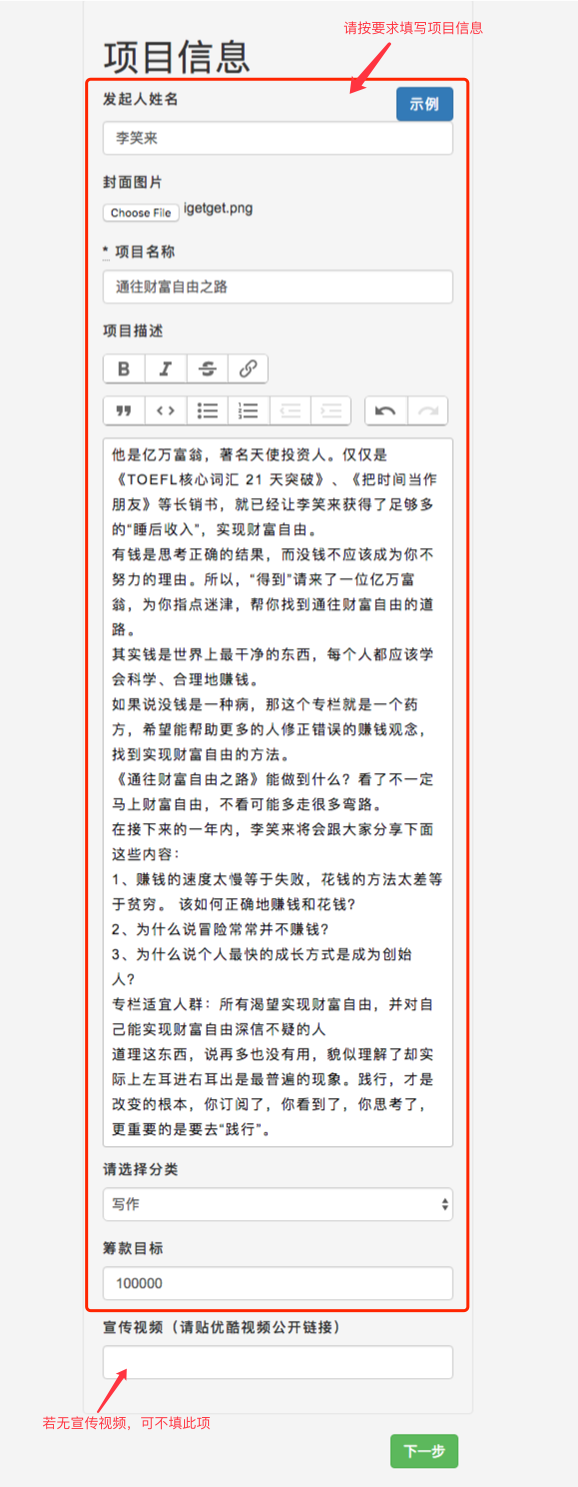 请按要求填写项目信息
项目信息
发起人姓名
示例
李笑来
封面图片
Choose File igetget.png
* 项目名称
通往财富自由之路
项目描述
B I S
他是亿万富翁，著名天使投资人。仅仅是
《TOEFL核心词汇 21 天突破》、《把时间当作
朋友》等长销书，就已经让李笑来获得了足够多
的“睡后收入”，实现财富自由。
有钱是思考正确的结果，而没钱不应该成为你不
努力的理由。所以，“得到”请来了一位亿万富
翁，为你指点迷津，帮你找到通往财富自由的道
路。
其实钱是世界上最干净的东西，每个人都应该学
会科学、合理地赚钱。
如果说没钱是一种病，那这个专栏就是一个药
方，希望能帮助更多的人修正错误的赚钱观念，
找到实现财富自由的方法。
《通往财富自由之路》能做到什么？看了不一定
马上财富自由，不看可能多走很多弯路。
在接下来的一年内，李笑来将会跟大家分享下面
这些内容：
1、赚钱的速度太慢等于失败，花钱的方法太差等
于贫穷。 该如何正确地赚钱和花钱？
2、为什么说冒险常常并不赚钱？
3、为什么说个人最快的成长方式是成为创始
人？
专栏适宜人群：所有渴望实现财富自由，并对自
己能实现财富自由深信不疑的人
道理这东西，说再多也没有用，貌似理解了却实
际上左耳进右耳出是最普遍的现象。践行，才是
改变的根本，你订阅了，你看到了，你思考了，
更重要的是要去“践行”。
请选择分类
写作
筹款目标
100000
宣传视频（请贴优酷视频公开链接）
若无宣传视频，可不填此项
下一步